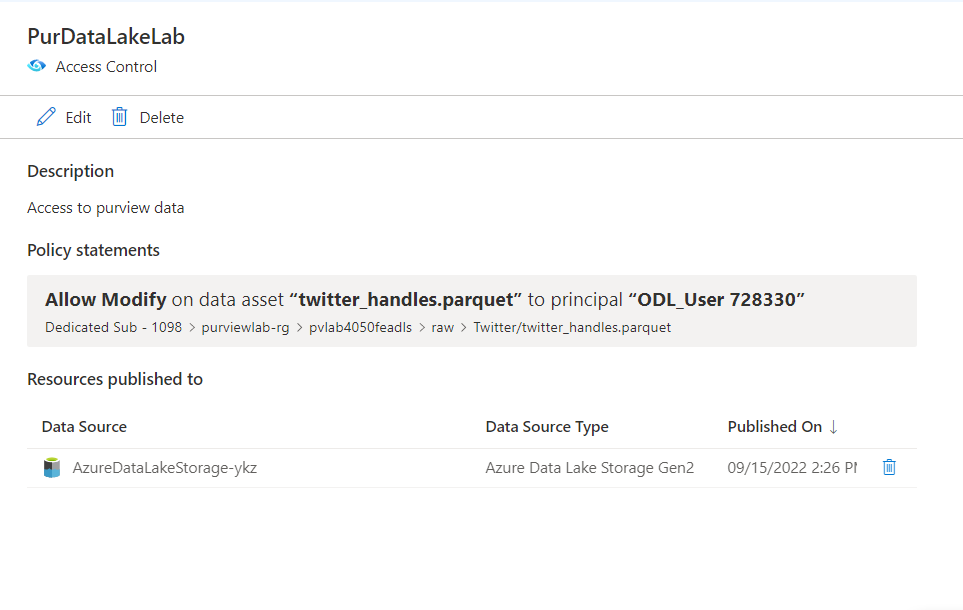 PurDataLakeLab
Access Control
Edit Delete
Description
Access to purview data
Policy statements
Allow Modify on data asset “twitter_handles.parquet” to principal “ODL_User 728330”
Dedicated Sub - 1098 > purviewlab-rg > pvlab4050feadls > raw > Twitter/twitter_handles.parquet
Resources published to
Data Source Data Source Type Published On ↓
AzureDataLakeStorage-ykz Azure Data Lake Storage Gen2 09/15/2022 2:26